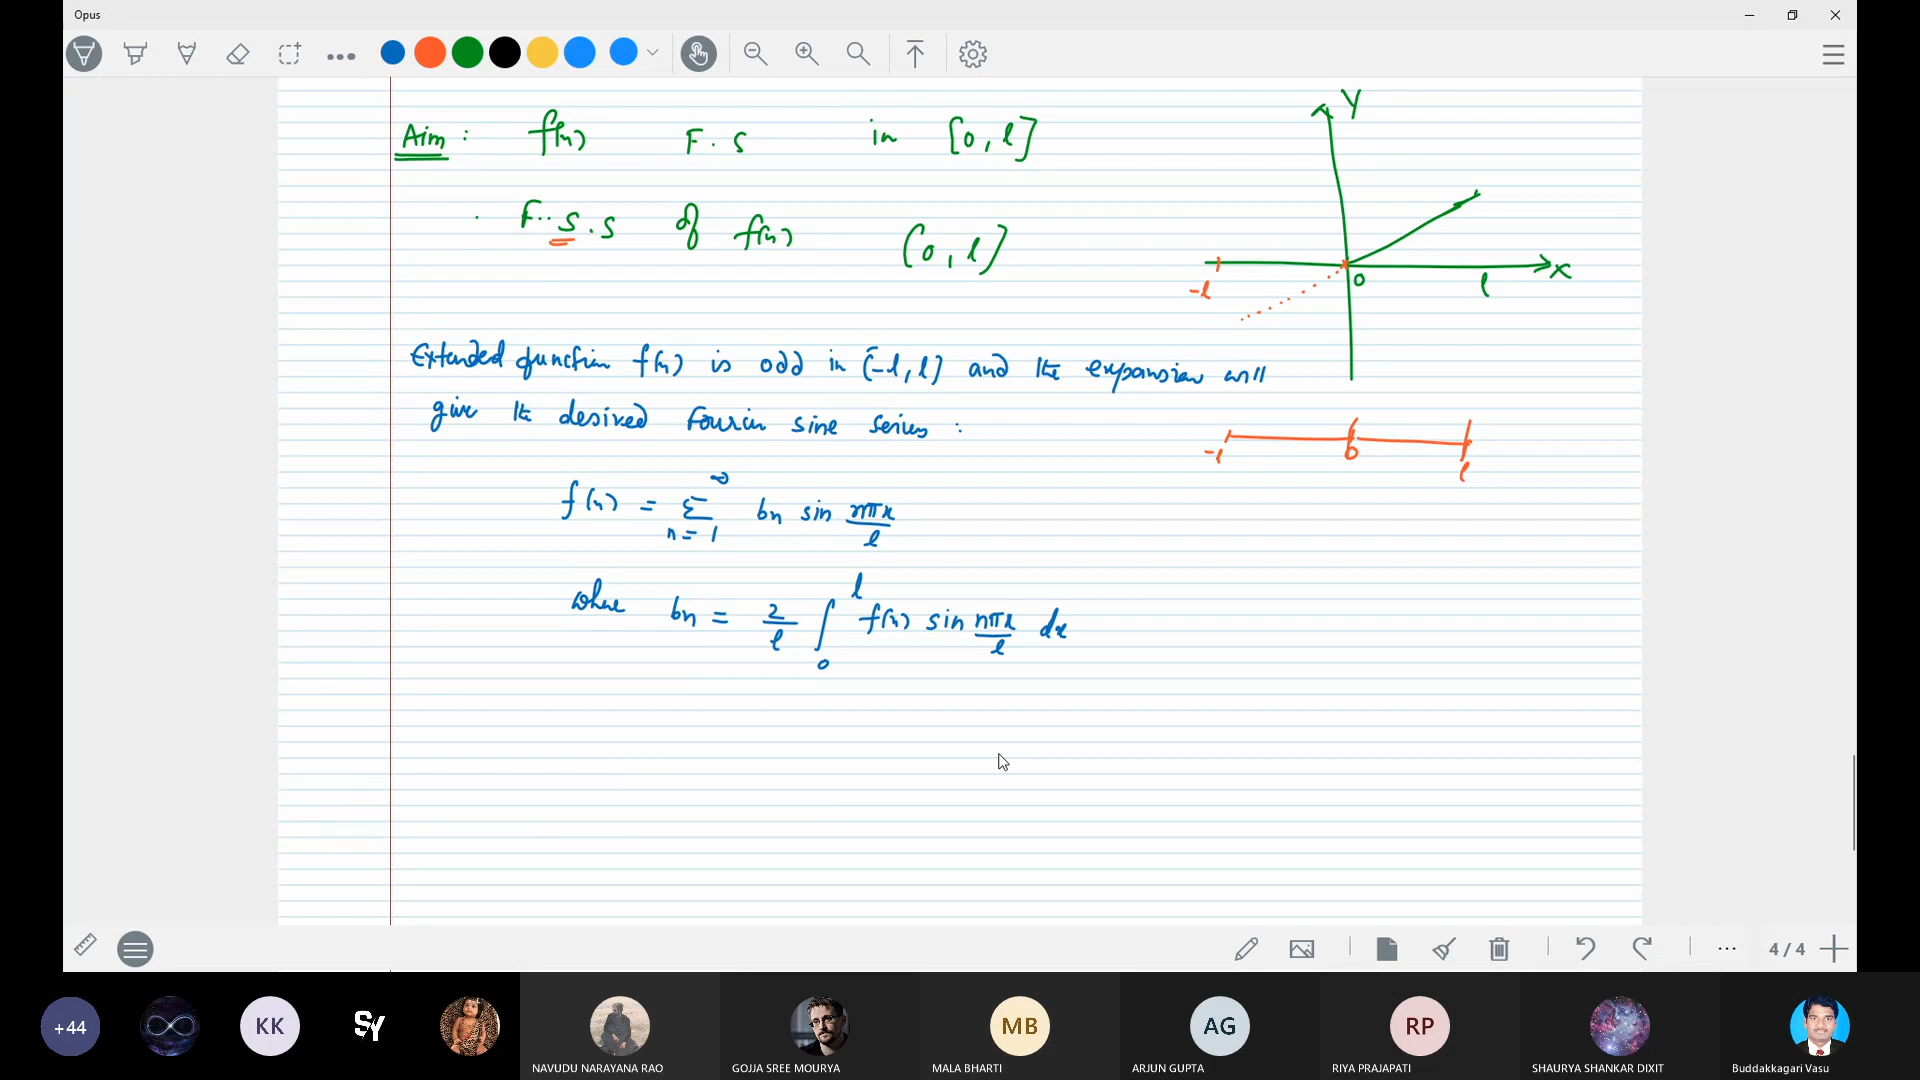 Opus
Aim : f(x) F.S in [0, l]
F.S.S of f(x) [0, l]
Y
X
0
l
-l
Extended function f(x) is odd in [-l, l] and the expansion will
give the desired Fourier sine series :
-l 0 l
f(x) = Σ_{n=1}^{∞} bn sin nπx/l
where bn = 2/l ∫_0^l f(x) sin nπx/l dx
4 / 4
+44
KK
SY
MB
AG
RP
NAVUDU NARAYANA RAO
GOJJA SREE MOURYA
MALA BHARTI
ARJUN GUPTA
RIYA PRAJAPATI
SHAURYA SHANKAR DIXIT
Buddakkagari Vasu